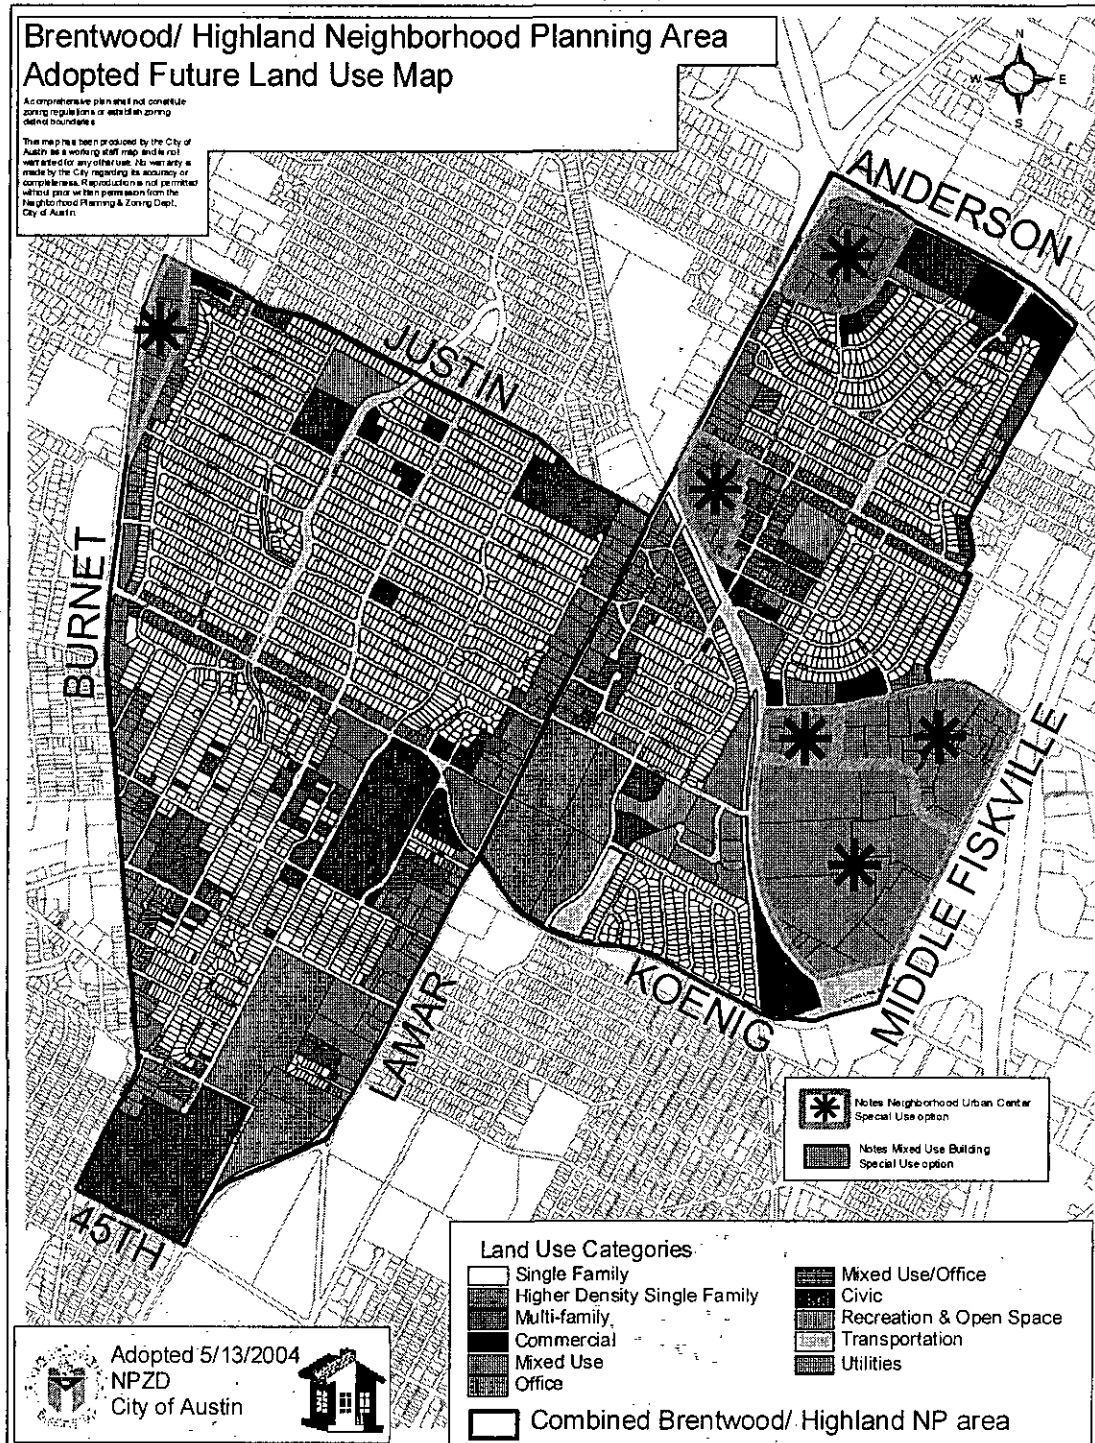 Brentwood/ Highland Neighborhood Planning Area
Adopted Future Land Use Map
A comprehensive plan shall not constitute
zoning regulations or establish zoning
district boundaries
This map has been produced by the City of
Austin as a working staff map and is not
warranted for any other use. No warranty is
made by the City regarding its accuracy or
completeness. Reproduction is not permitted
without prior written permission from the
Neighborhood Planning & Zoning Dept.,
City of Austin.
N
W
E
S
ANDERSON
JUSTIN
BURNET
MIDDLE FISKVILLE
KOENIG
LAMAR
45TH
Notes Neighborhood Urban Center
Special Use option
Notes Mixed Use Building
Special Use option
Land Use Categories
Single Family
Higher Density Single Family
Multi-family
Commercial
Mixed Use
Office
Mixed Use/Office
Civic
Recreation & Open Space
Transportation
Utilities
Combined Brentwood/ Highland NP area
Adopted 5/13/2004
NPZD
City of Austin